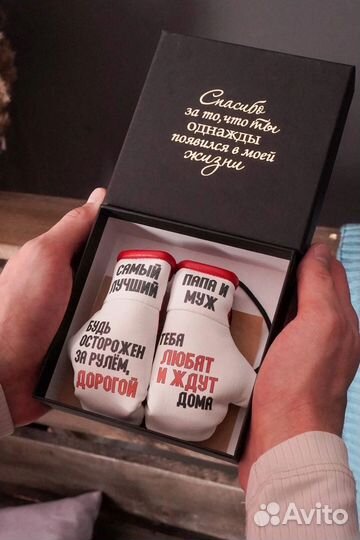 Спасибо
за то, что ты
однажды
появился в моей
жизни
САМЫЙ
ЛУЧШИЙ
ПАПА И
МУЖ
БУДЬ
ОСТОРОЖЕН
ЗА РУЛЁМ,
ДОРОГОЙ
ТЕБЯ
ЛЮБЯТ
И ЖДУТ
ДОМА
Avito